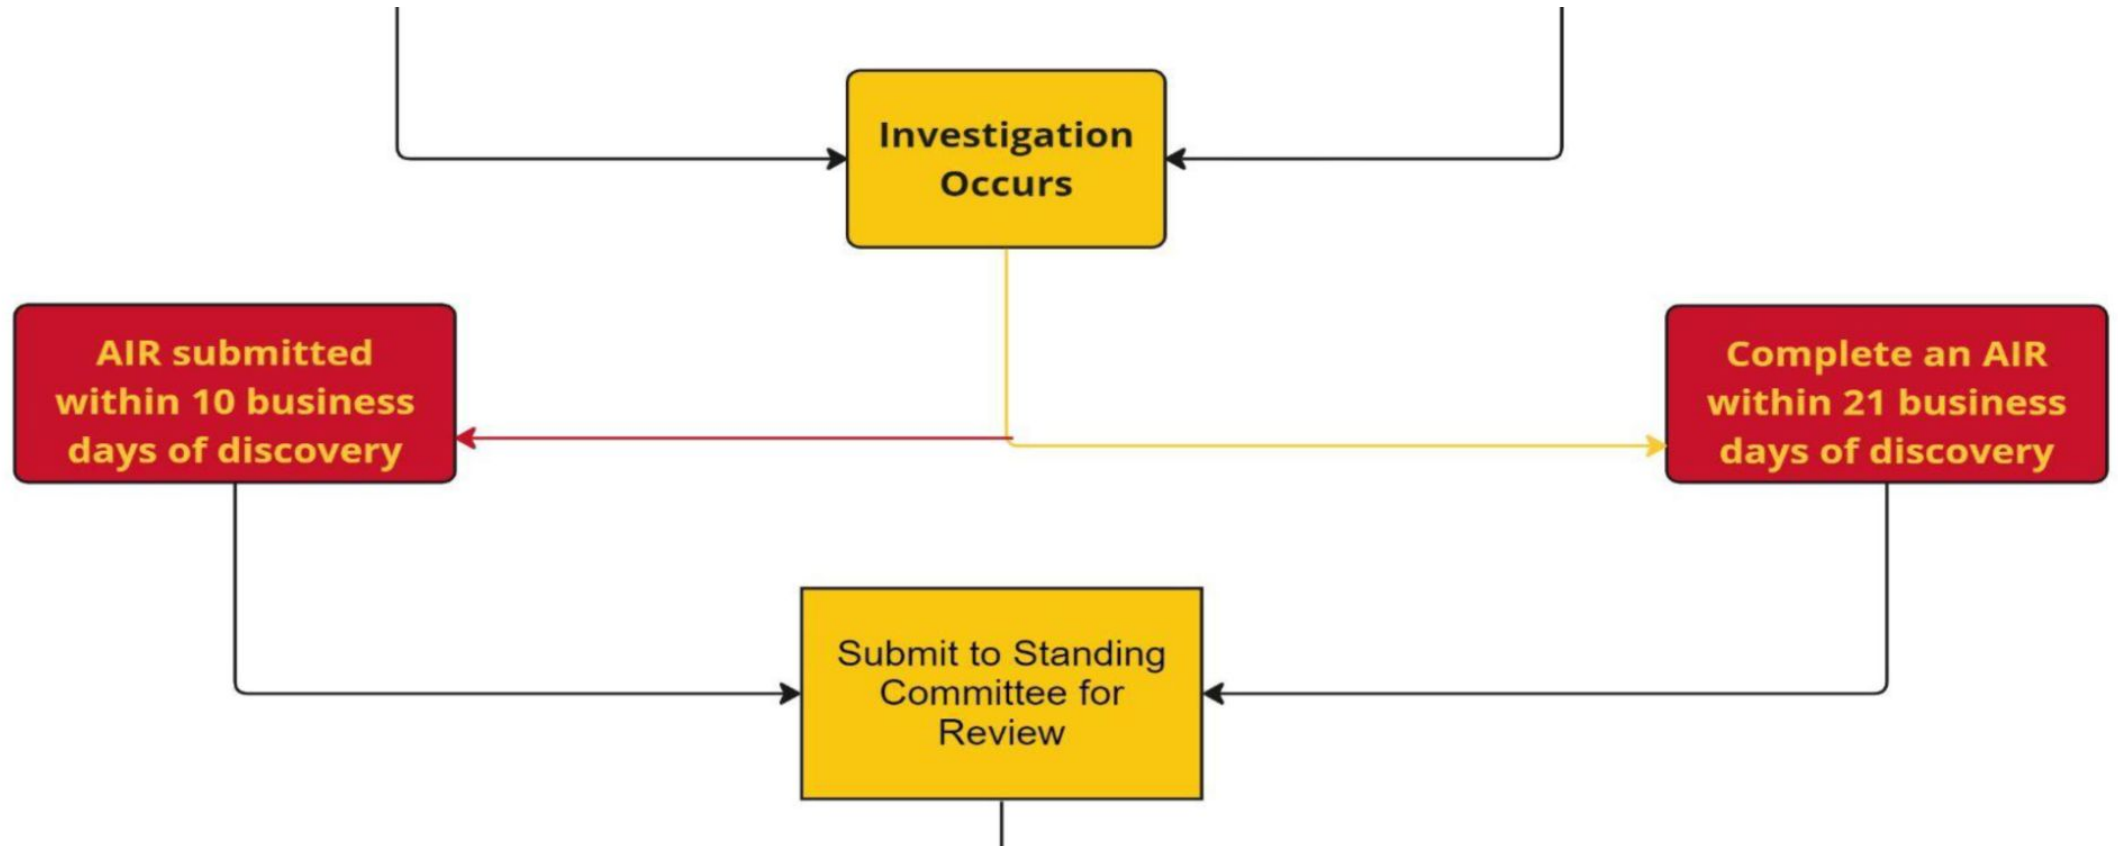 Investigation
Occurs
AIR submitted
within 10 business
days of discovery
Complete an AIR
within 21 business
days of discovery
Submit to Standing
Committee for
Review